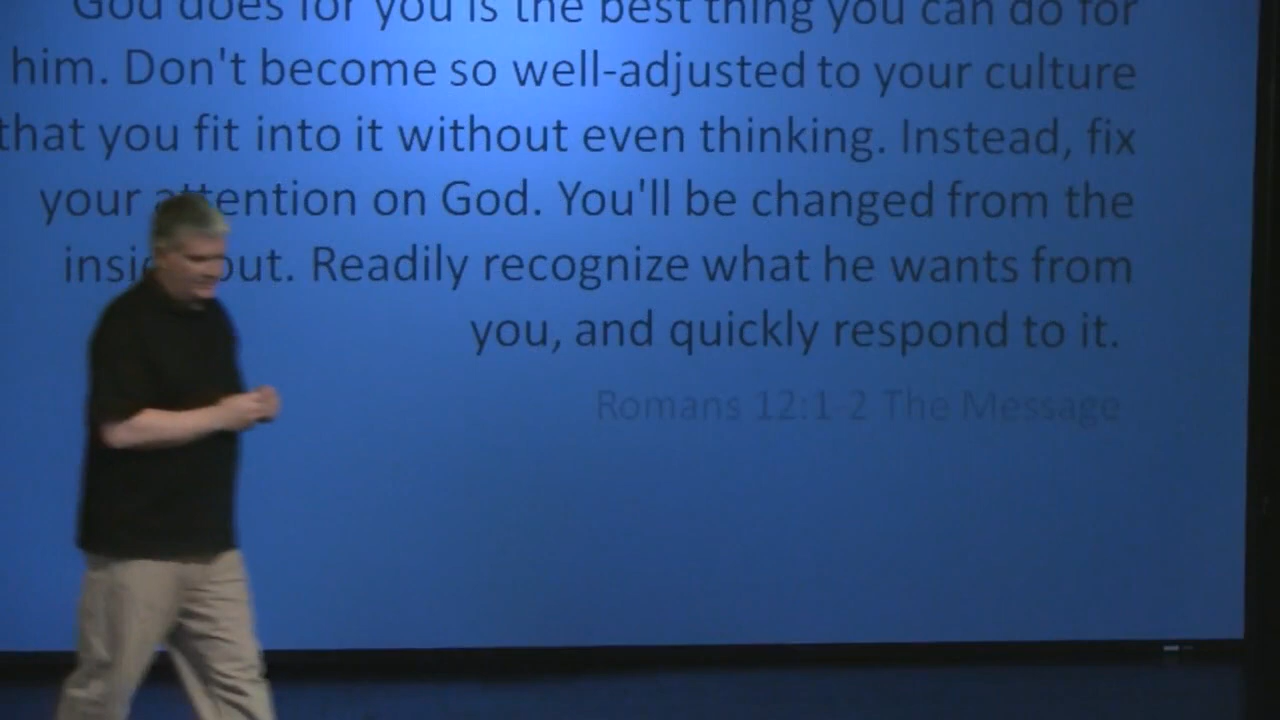 God does for you is the best thing you can do for
him. Don't become so well-adjusted to your culture
that you fit into it without even thinking. Instead, fix
your attention on God. You'll be changed from the
out. Readily recognize what he wants from
you, and quickly respond to it.
Romans 12:1-2 The Message